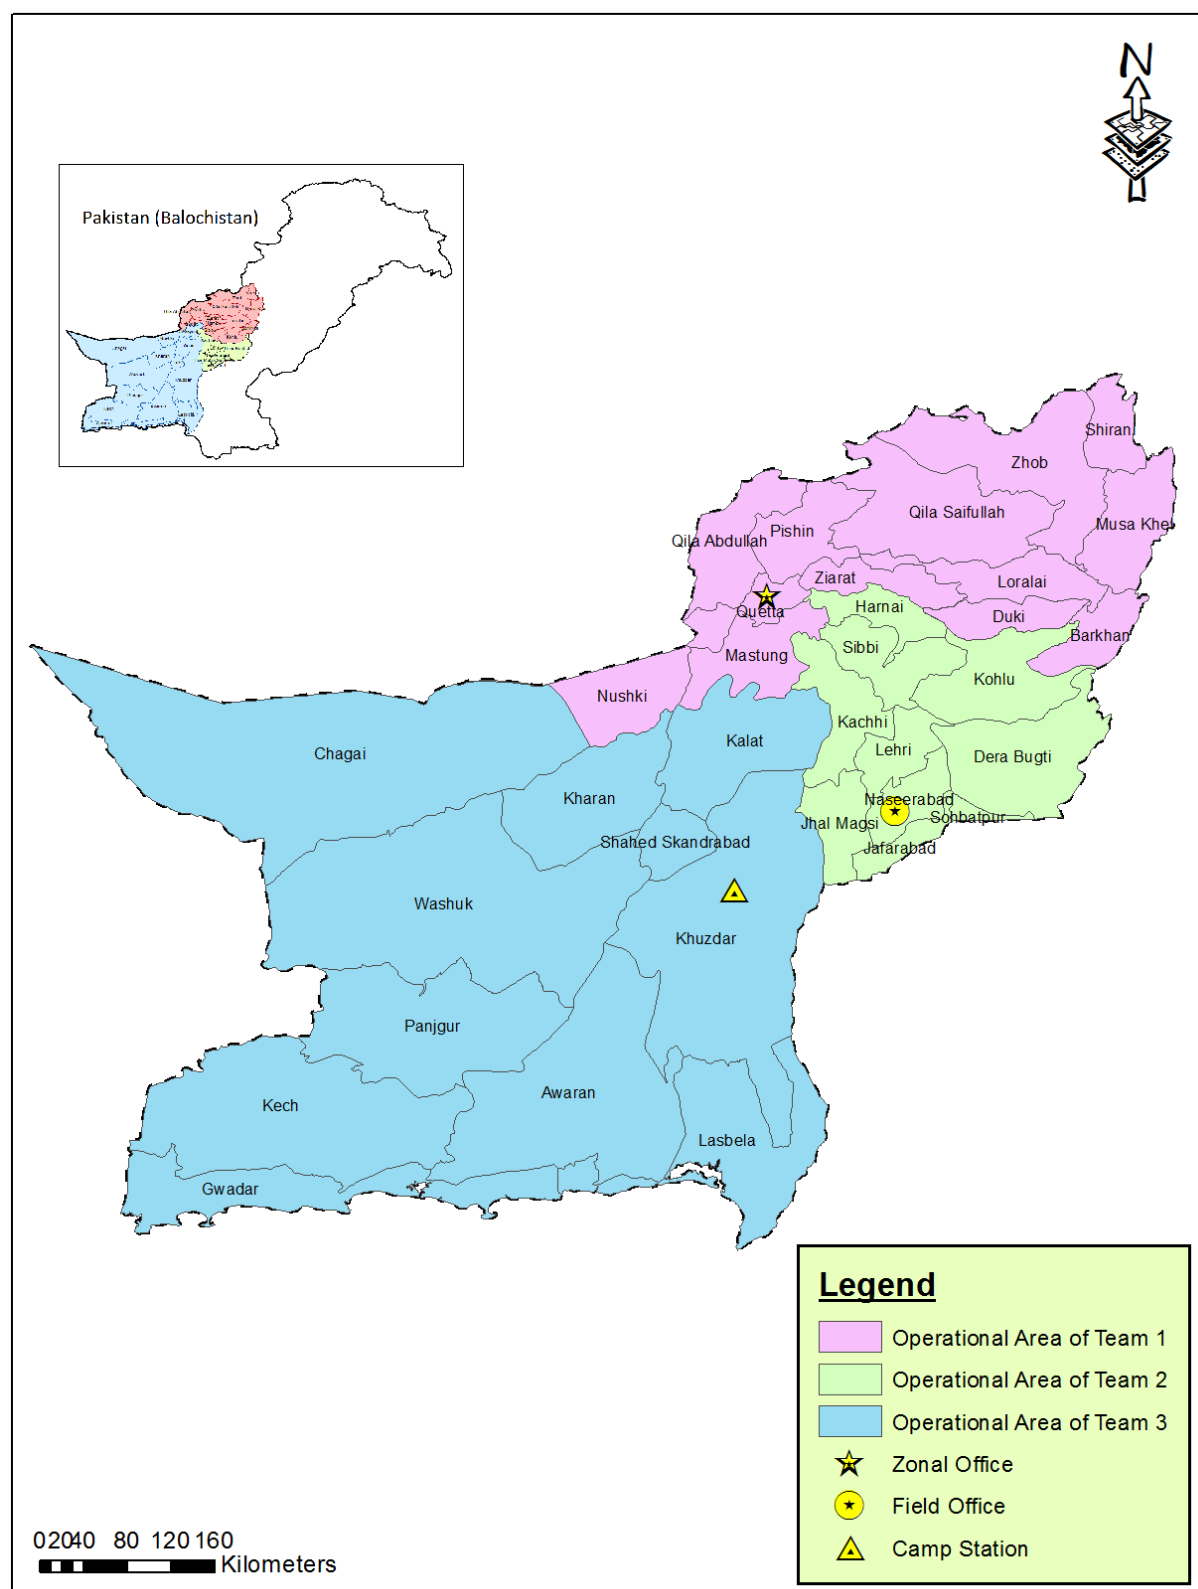 N
Pakistan (Balochistan)
Shiran
Zhob
Qila Saifullah
Musa Khel
Pishin
Qila Abdullah
Ziarat
Loralai
Harnai
Quetta
Duki
Barkhan
Sibbi
Mastung
Kohlu
Nushki
Kachhi
Kalat
Lehri
Chagai
Dera Bugti
Kharan
Naseerabad
Sohbatpur
Jhal Magsi
Shahed Skandrabad
Jafarabad
Washuk
Khuzdar
Panjgur
Awaran
Kech
Lasbela
Gwadar
Legend
Operational Area of Team 1
Operational Area of Team 2
Operational Area of Team 3
Zonal Office
Field Office
Camp Station
0 20 40 80 120 160
Kilometers